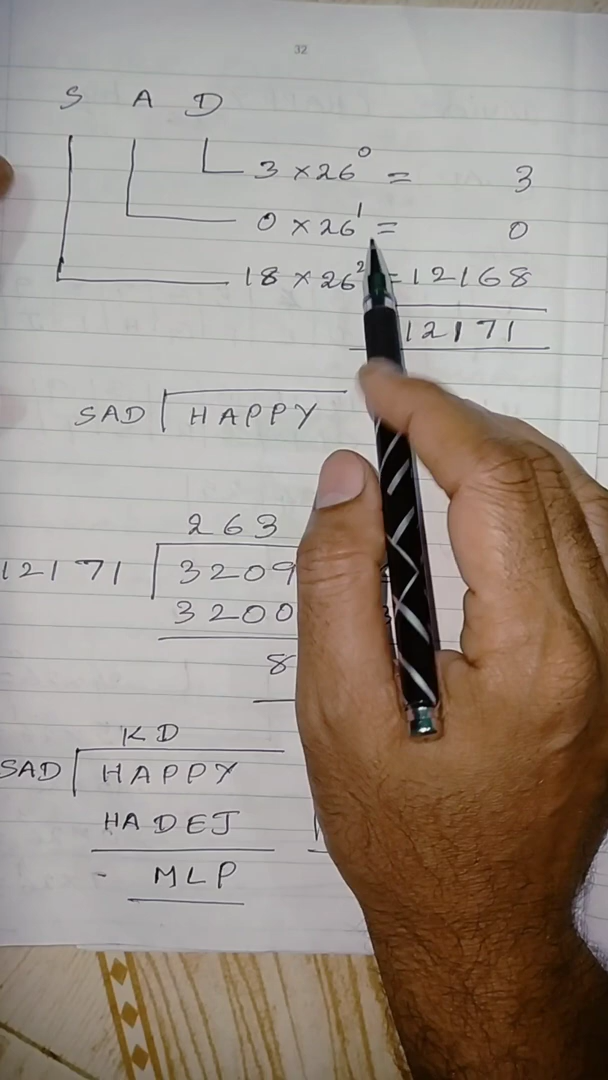 32
S A D
3 × 26⁰ = 3
0 × 26¹ = 0
18 × 26² = 12168
12171
SAD HAPPY
263
12171 3209
3200
8
KD
SAD HAPPY
HADEJ
- MLP